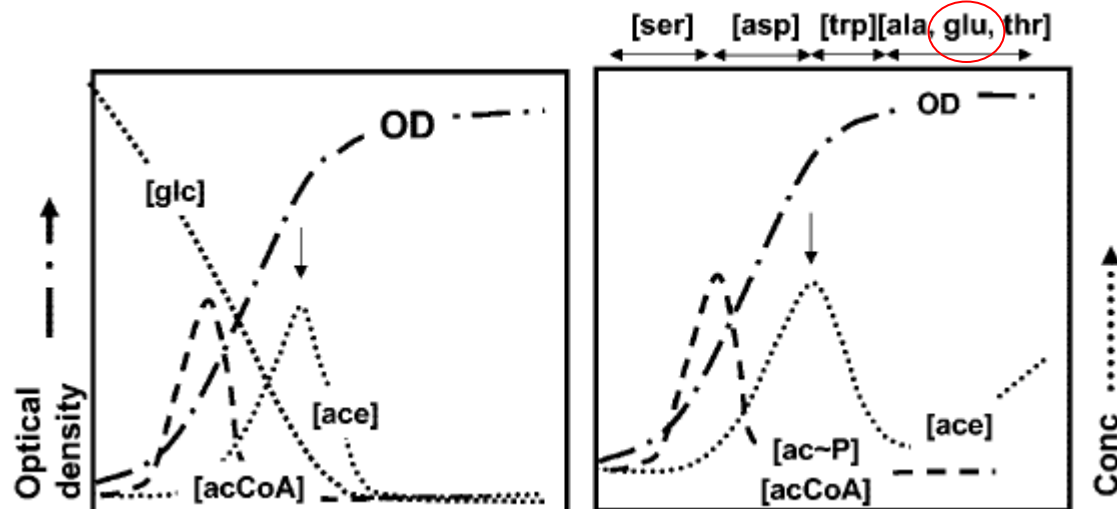 [ser] [asp] [trp][ala, glu, thr]
OD
OD
[glc]
[ace]
[acCoA]
[ac~P]
[acCoA]
[ace]
Optical
density
Conc